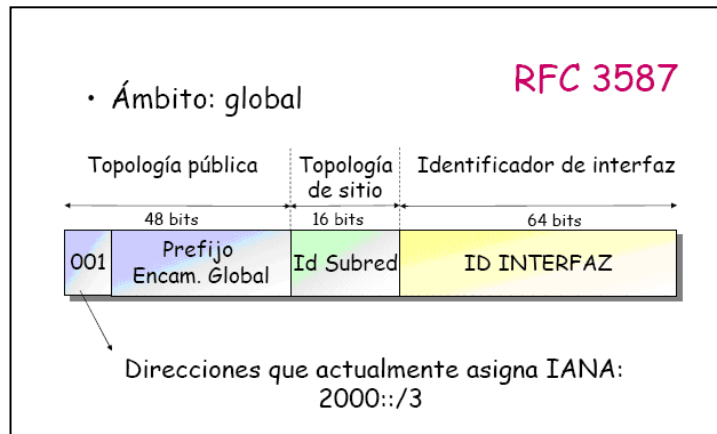 RFC 3587
• Ámbito: global
Topología pública
Topología de sitio
Identificador de interfaz
48 bits
16 bits
64 bits
001
Prefijo
Encam. Global
Id Subred
ID INTERFAZ
Direcciones que actualmente asigna IANA:
2000::/3